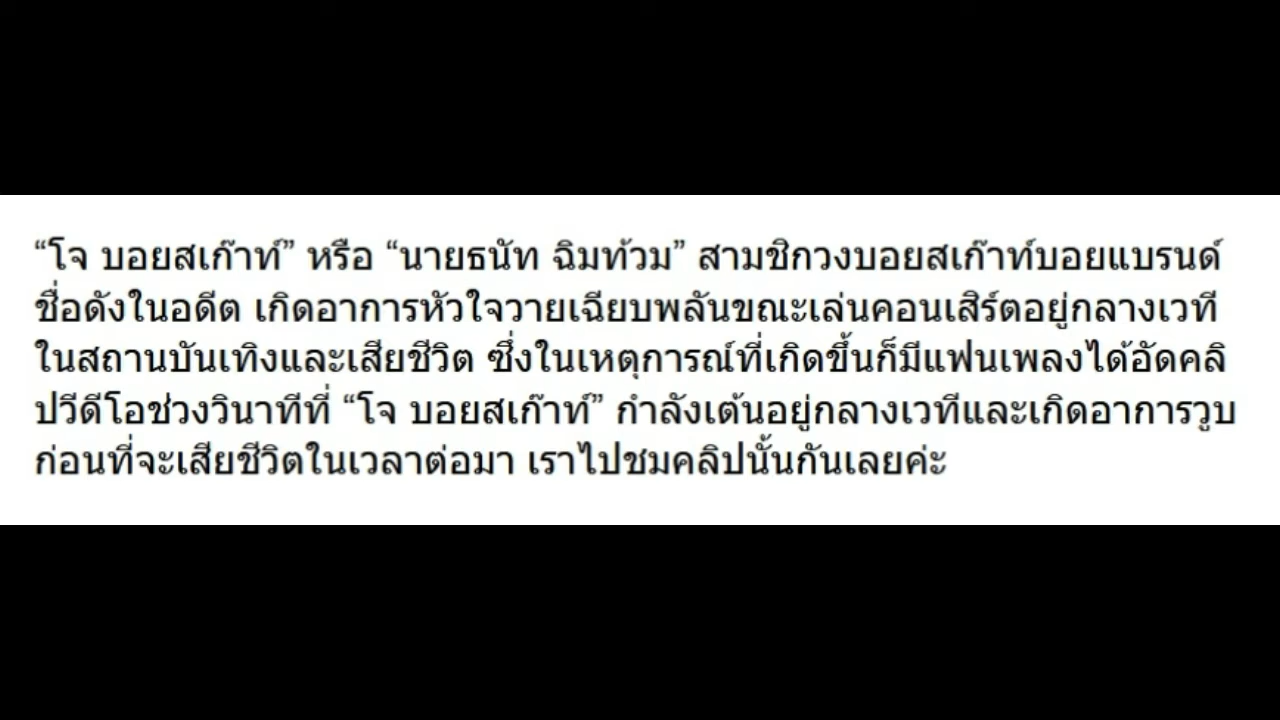 “โจ บอยสเก๊าท์” หรือ “นายธนัท ฉิมท้วม” สามชิกวงบอยสเก๊าท์บอยแบรนด์
ชื่อดังในอดีต เกิดอาการหัวใจวายเฉียบพลันขณะเล่นคอนเสิร์ตอยู่กลางเวที
ในสถานบันเทิงและเสียชีวิต ซึ่งในเหตุการณ์ที่เกิดขึ้นก็มีแฟนเพลงได้อัดคลิ
ปวีดีโอช่วงวินาทีที่ “โจ บอยสเก๊าท์” กำลังเต้นอยู่กลางเวทีและเกิดอาการวูบ
ก่อนที่จะเสียชีวิตในเวลาต่อมา เราไปชมคลิปนั้นกันเลยค่ะ